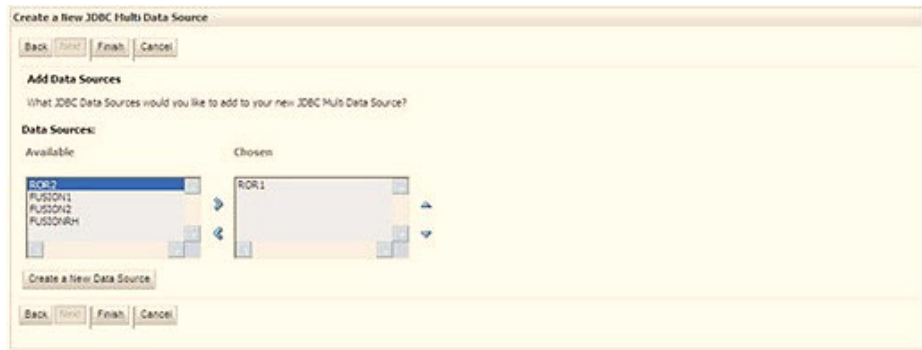 Create a New JDBC Multi Data Source
Back Next Finish Cancel
Add Data Sources
What JDBC Data Sources would you like to add to your new JDBC Multi Data Source?
Data Sources:
Available Chosen
ROR2 ROR1
FUSION1
FUSION2
FUSIONRH
Create a New Data Source
Back Next Finish Cancel